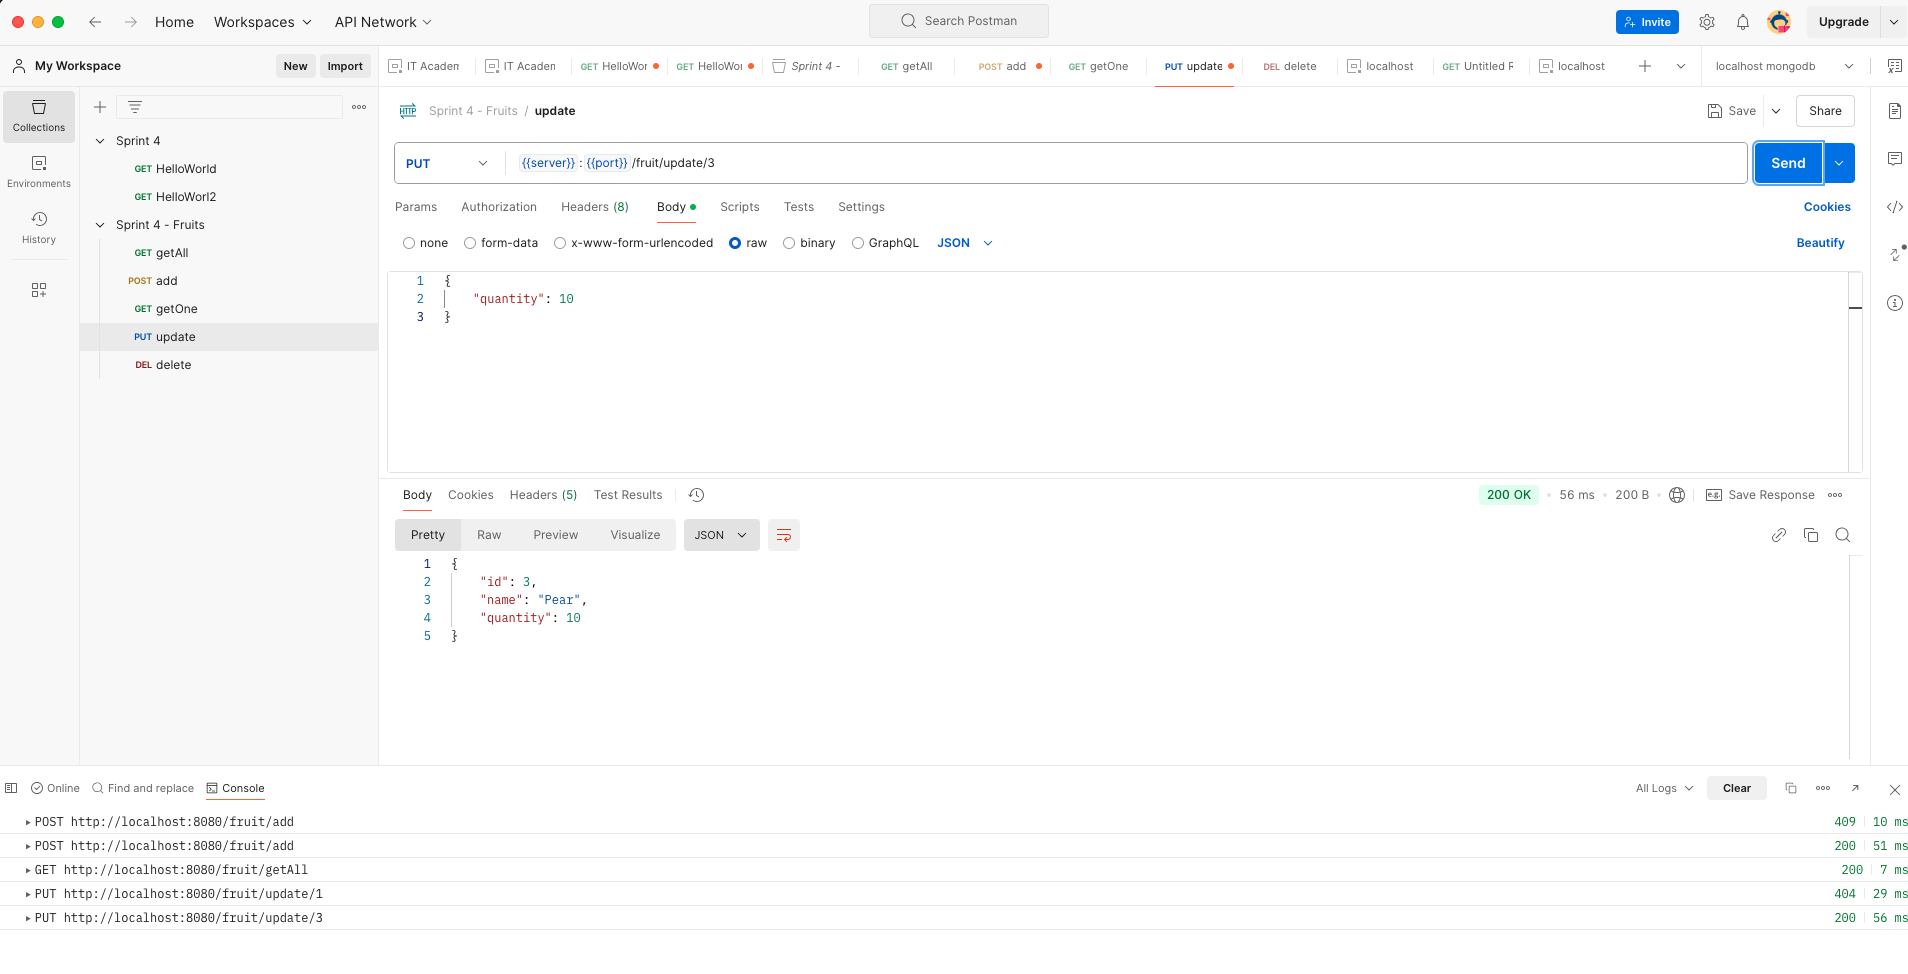 Home Workspaces API Network Search Postman Invite Upgrade
My Workspace New Import IT Academ IT Academ GET HelloWor GET HelloWor Sprint 4 - GET getAll POST add GET getOne PUT update DEL delete localhost GET Untitled R localhost localhost mongodb
Collections
Environments
History
Sprint 4
GET HelloWorld
GET HelloWorl2
Sprint 4 - Fruits
GET getAll
POST add
GET getOne
PUT update
DEL delete
HTTP Sprint 4 - Fruits / update Save Share
PUT {{server}} : {{port}} /fruit/update/3 Send
Params Authorization Headers (8) Body Scripts Tests Settings Cookies
none form-data x-www-form-urlencoded raw binary GraphQL JSON Beautify
1 {
2 "quantity": 10
3 }
Body Cookies Headers (5) Test Results 200 OK 56 ms 200 B e.g. Save Response
Pretty Raw Preview Visualize JSON
1 {
2 "id": 3,
3 "name": "Pear",
4 "quantity": 10
5 }
Online Find and replace Console All Logs Clear
POST http://localhost:8080/fruit/add 409 10 ms
POST http://localhost:8080/fruit/add 200 51 ms
GET http://localhost:8080/fruit/getAll 200 7 ms
PUT http://localhost:8080/fruit/update/1 404 29 ms
PUT http://localhost:8080/fruit/update/3 200 56 ms